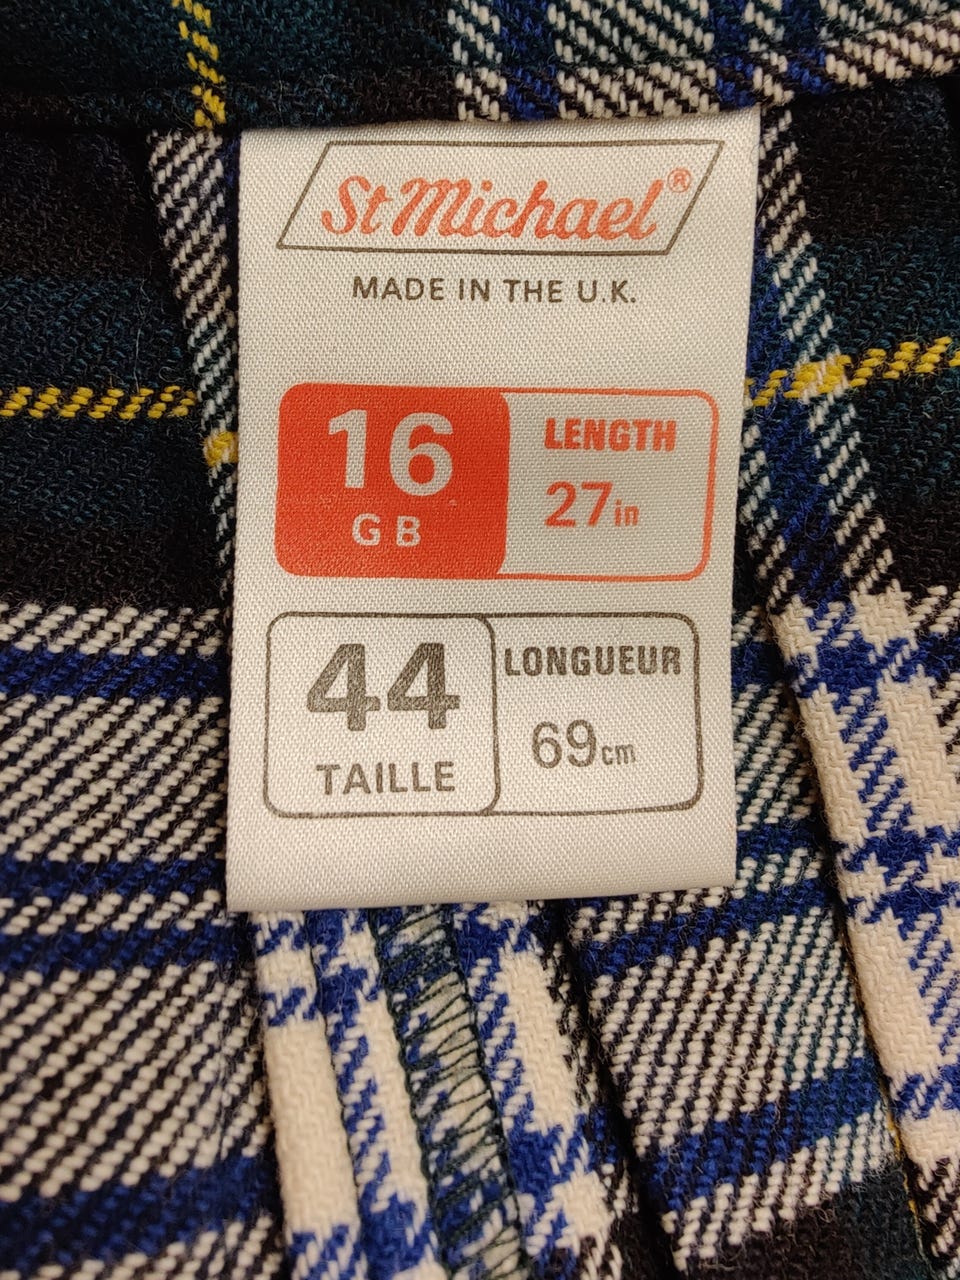 St Michael®
MADE IN THE U.K.
16
GB
LENGTH
27in
44
TAILLE
LONGUEUR
69cm